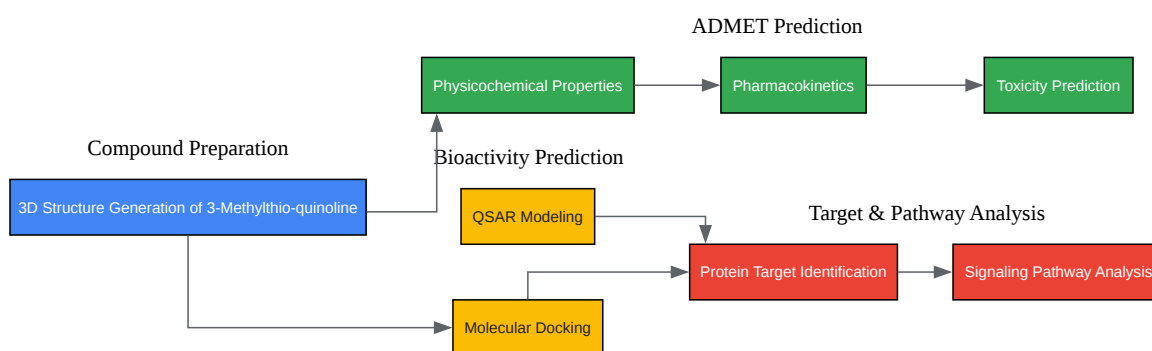 ADMET Prediction
Physicochemical Properties
Pharmacokinetics
Toxicity Prediction
Compound Preparation
Bioactivity Prediction
3D Structure Generation of 3-Methylthio-quinoline
QSAR Modeling
Target & Pathway Analysis
Protein Target Identification
Signaling Pathway Analysis
Molecular Docking